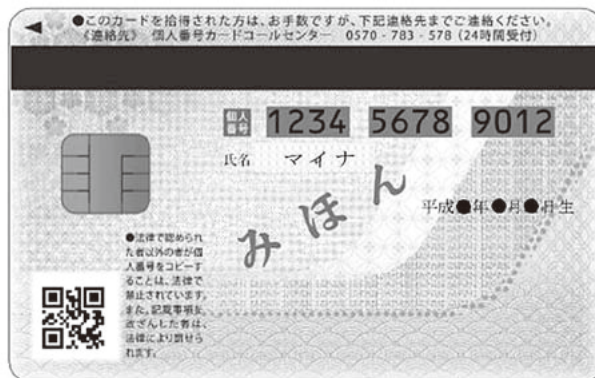 ●このカードを拾得された方は、お手数ですが、下記連絡先までご連絡ください。
《連絡先》 個人番号カードコールセンター 0570-783-578（24時間受付）
個人番号 1234 5678 9012
氏名 マイナ
みほん
平成●年●月●日生
●法律で認められ
た者以外の者が個
人番号をコピーす
ることは、法律で
禁止されています。
また、記載事項を
改ざんした者は、
法律により罰せら
れます。